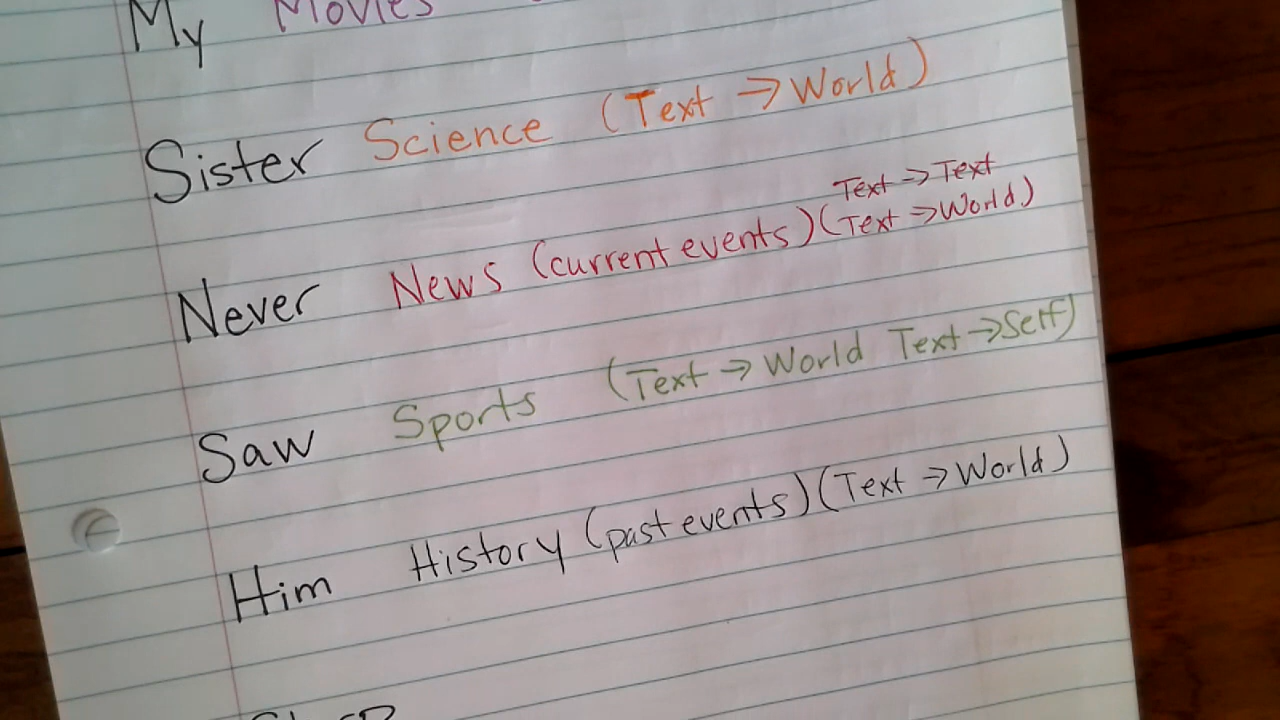 My Movies
Sister Science (Text → World)
Text → Text
Never News (current events) (Text → World)
Saw Sports (Text → World Text → Self)
Him History (past events) (Text → World)